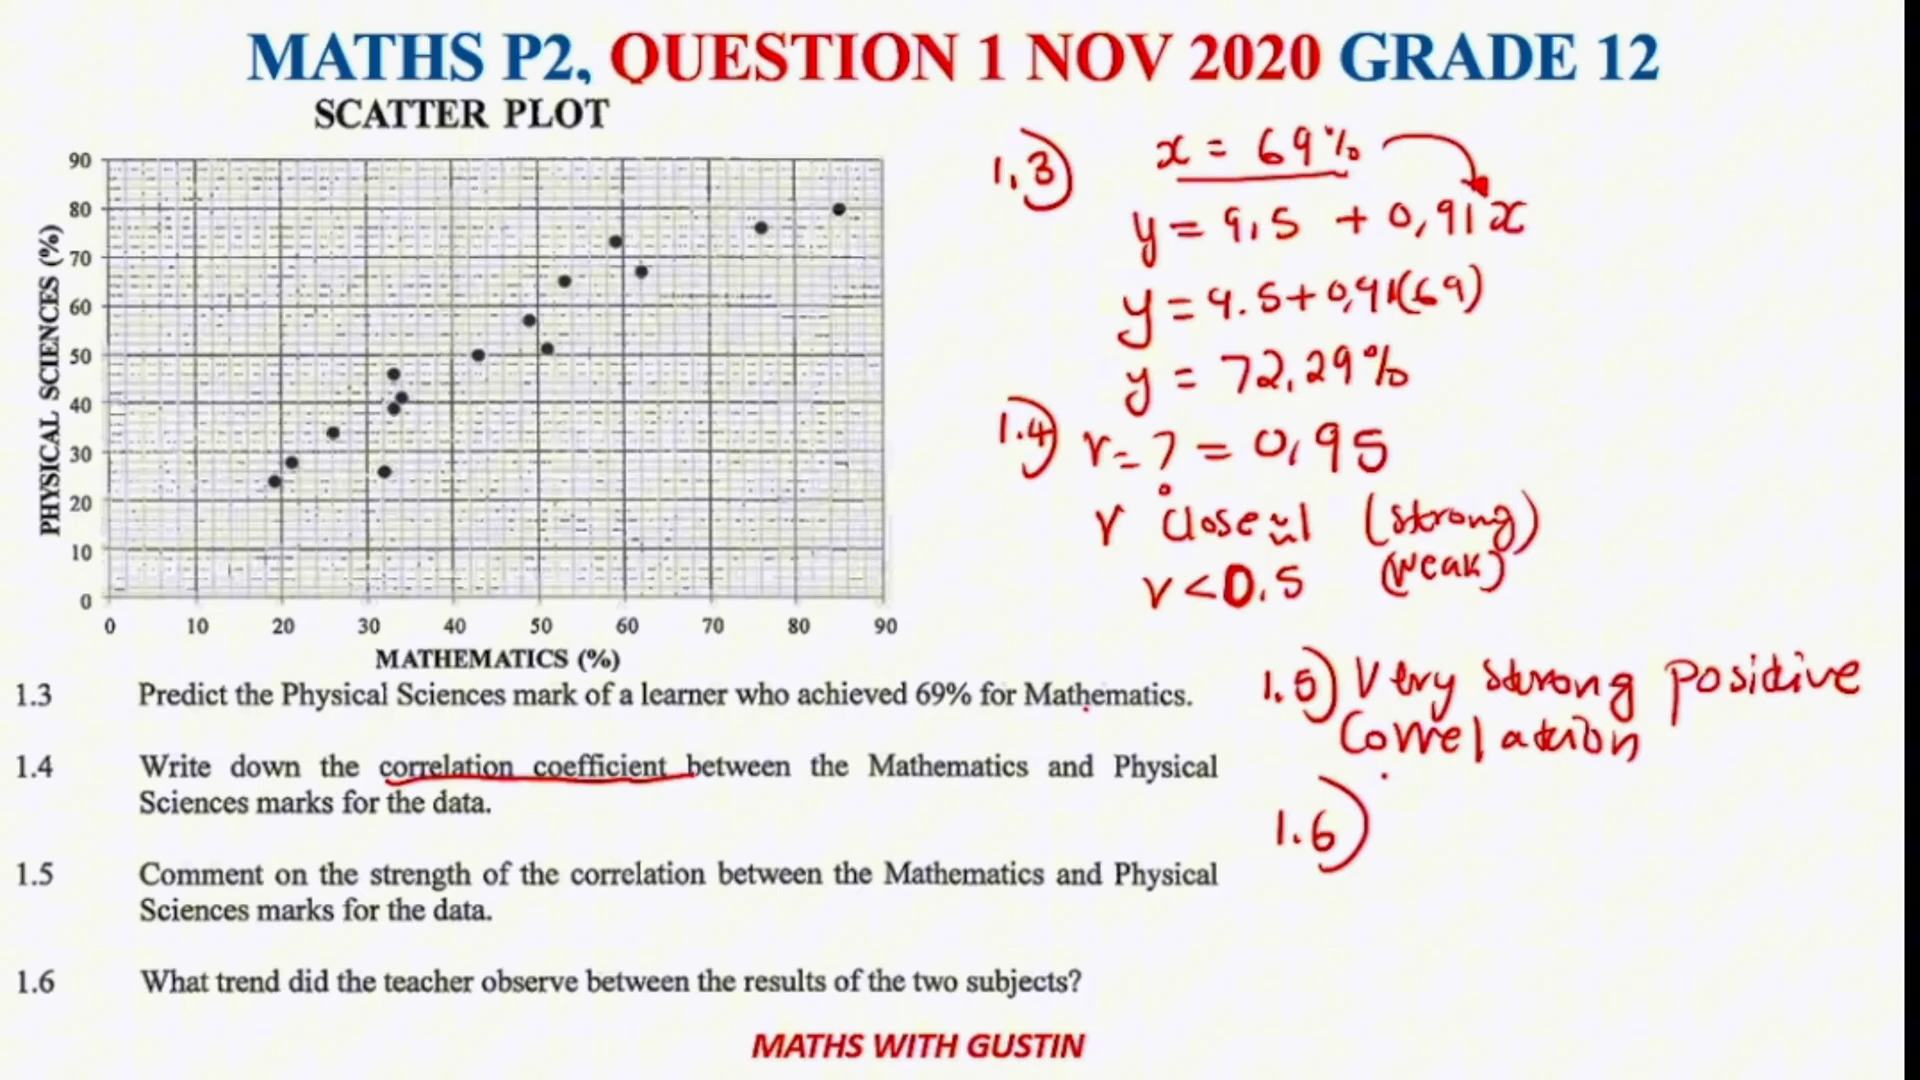 MATHS P2, QUESTION 1 NOV 2020 GRADE 12
SCATTER PLOT
90
80
70
60
50
40
30
20
10
0
PHYSICAL SCIENCES (%)
0 10 20 30 40 50 60 70 80 90
MATHEMATICS (%)
1.3) x = 69%
y = 9,5 + 0,91x
y = 9.5+0,91(69)
y = 72,29%
1.4) r=? = 0,95
r close ≈1 (strong)
r<0.5 (weak)
1.3 Predict the Physical Sciences mark of a learner who achieved 69% for Mathematics.
1.4 Write down the correlation coefficient between the Mathematics and Physical
Sciences marks for the data.
1.5 Comment on the strength of the correlation between the Mathematics and Physical
Sciences marks for the data.
1.6 What trend did the teacher observe between the results of the two subjects?
1.5) Very strong positive
Correlation
1.6)
MATHS WITH GUSTIN